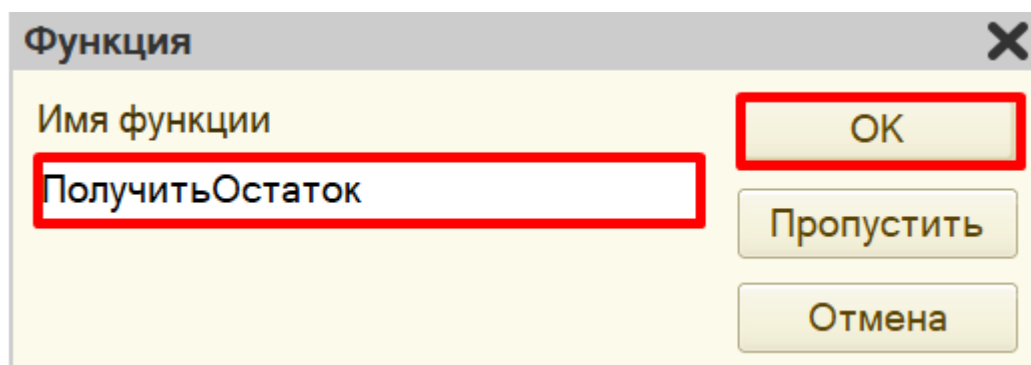 Функция
Имя функции
ПолучитьОстаток
ОК
Пропустить
Отмена